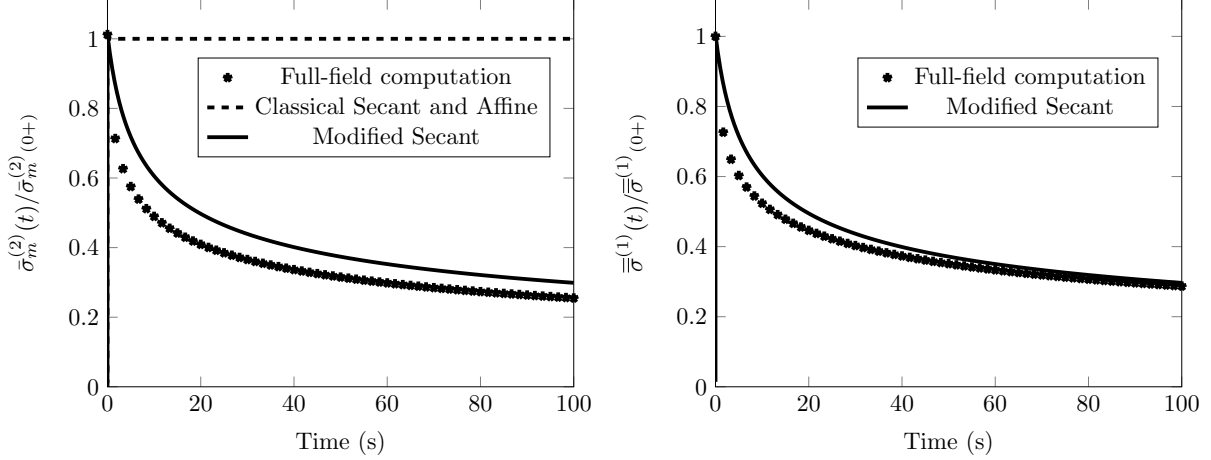 1
0.8
0.6
0.4
0.2
0
0 20 40 60 80 100
Time (s)
σ̄_m^(2)(t)/σ̄_m^(2)(0+)
Full-field computation
Classical Secant and Affine
Modified Secant
1
0.8
0.6
0.4
0.2
0
0 20 40 60 80 100
Time (s)
σ̿^(1)(t)/σ̿^(1)(0+)
Full-field computation
Modified Secant